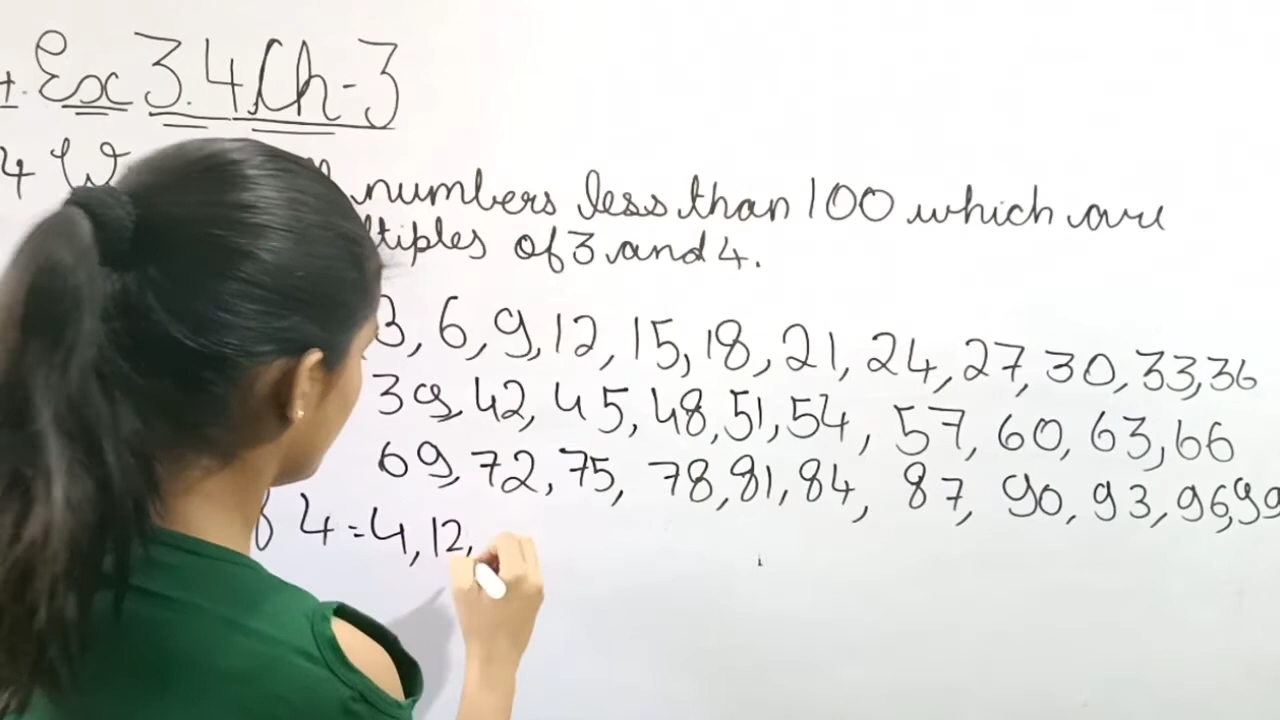 Ex 3.4 Ch-3
4 W numbers less than 100 which are
tiples of 3 and 4.
3, 6, 9, 12, 15, 18, 21, 24, 27, 30, 33, 36
39, 42, 45, 48, 51, 54, 57, 60, 63, 66
69, 72, 75, 78, 81, 84, 87, 90, 93, 96, 99
4 = 4, 12,